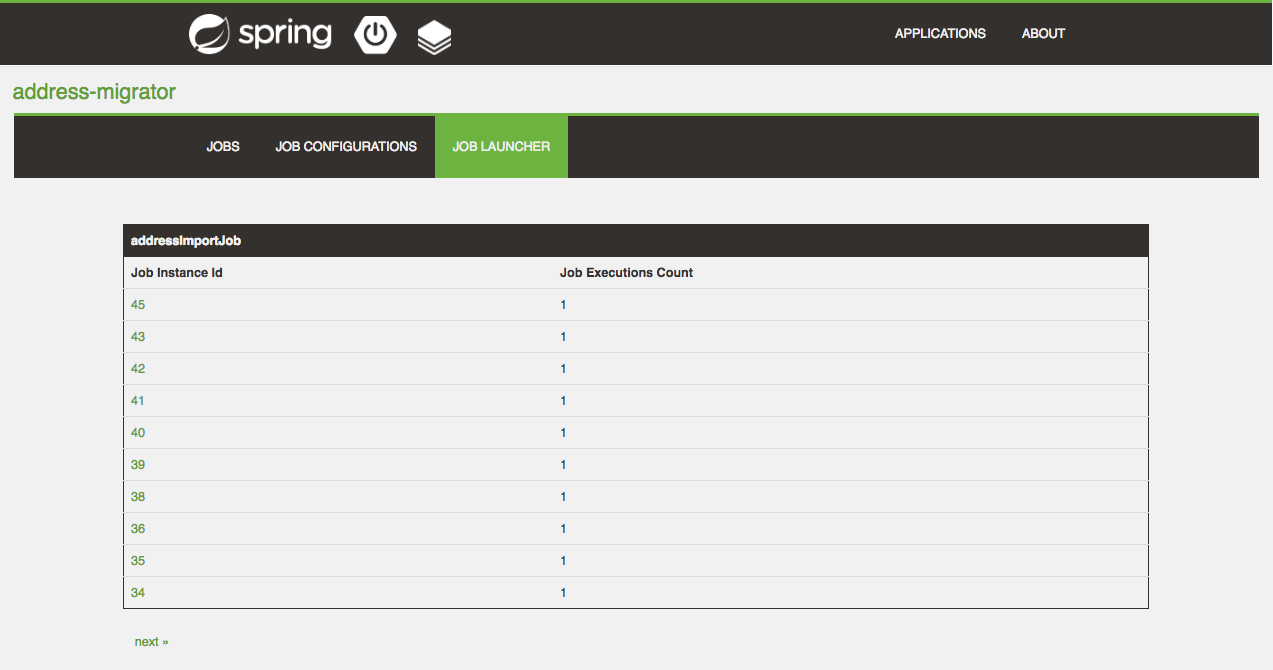 spring APPLICATIONS ABOUT
address-migrator
JOBS JOB CONFIGURATIONS JOB LAUNCHER
addressImportJob
Job Instance Id Job Executions Count
45 1
43 1
42 1
41 1
40 1
39 1
38 1
36 1
35 1
34 1
next »